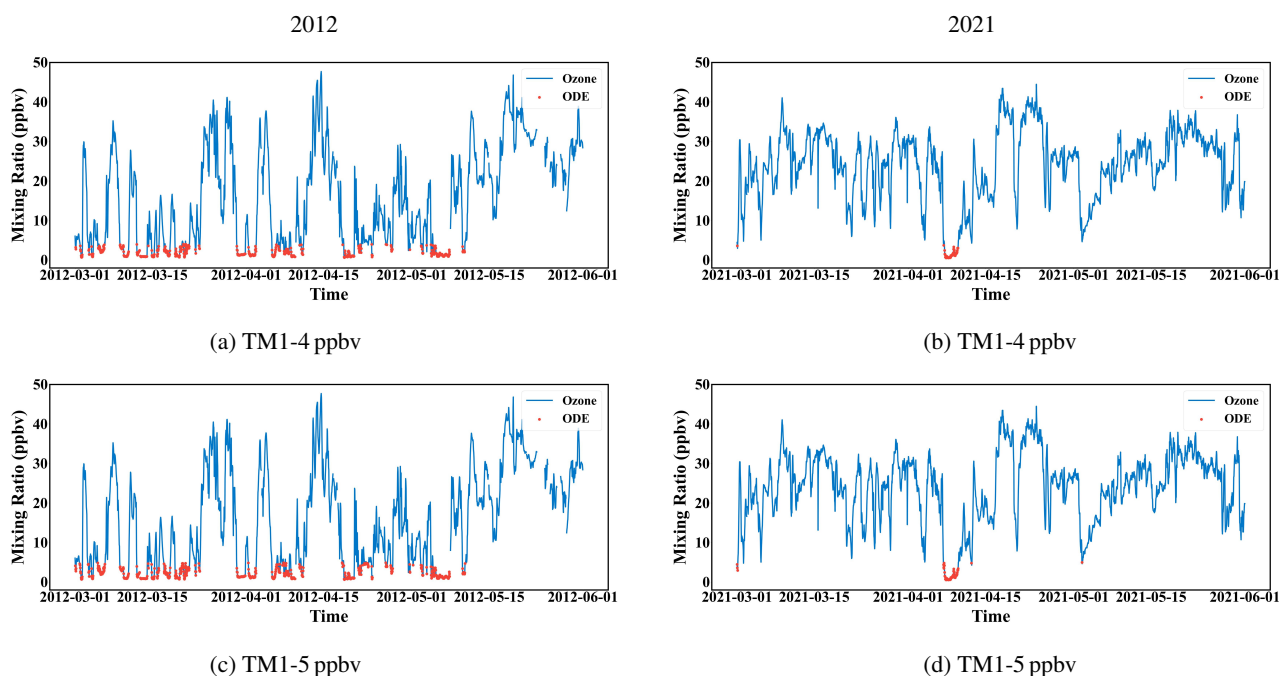 2012
2021
50
40
30
20
10
0
Mixing Ratio (ppbv)
Ozone
ODE
2012-03-01 2012-03-15 2012-04-01 2012-04-15 2012-05-01 2012-05-15 2012-06-01
Time
(a) TM1-4 ppbv
50
40
30
20
10
0
Mixing Ratio (ppbv)
Ozone
ODE
2021-03-01 2021-03-15 2021-04-01 2021-04-15 2021-05-01 2021-05-15 2021-06-01
Time
(b) TM1-4 ppbv
50
40
30
20
10
0
Mixing Ratio (ppbv)
Ozone
ODE
2012-03-01 2012-03-15 2012-04-01 2012-04-15 2012-05-01 2012-05-15 2012-06-01
Time
(c) TM1-5 ppbv
50
40
30
20
10
0
Mixing Ratio (ppbv)
Ozone
ODE
2021-03-01 2021-03-15 2021-04-01 2021-04-15 2021-05-01 2021-05-15 2021-06-01
Time
(d) TM1-5 ppbv